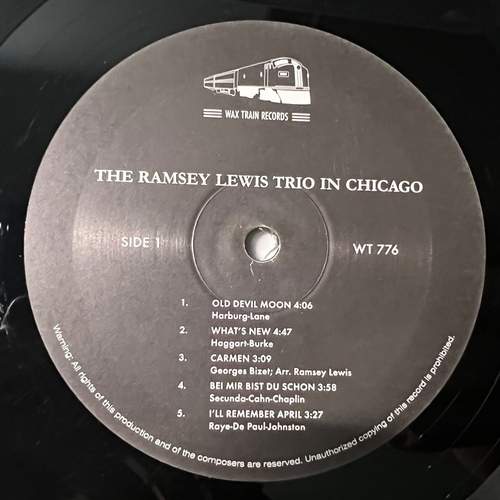 WAX TRAIN RECORDS
THE RAMSEY LEWIS TRIO IN CHICAGO
SIDE 1
WT 776
1. OLD DEVIL MOON 4:06
Harburg-Lane
2. WHAT'S NEW 4:47
Haggart-Burke
3. CARMEN 3:09
Georges Bizet; Arr. Ramsey Lewis
4. BEI MIR BIST DU SCHON 3:58
Secunda-Cahn-Chaplin
5. I'LL REMEMBER APRIL 3:27
Raye-De Paul-Johnston
Warning: All rights of this production and of the composers are reserved. Unauthorized copying of this record is prohibited.